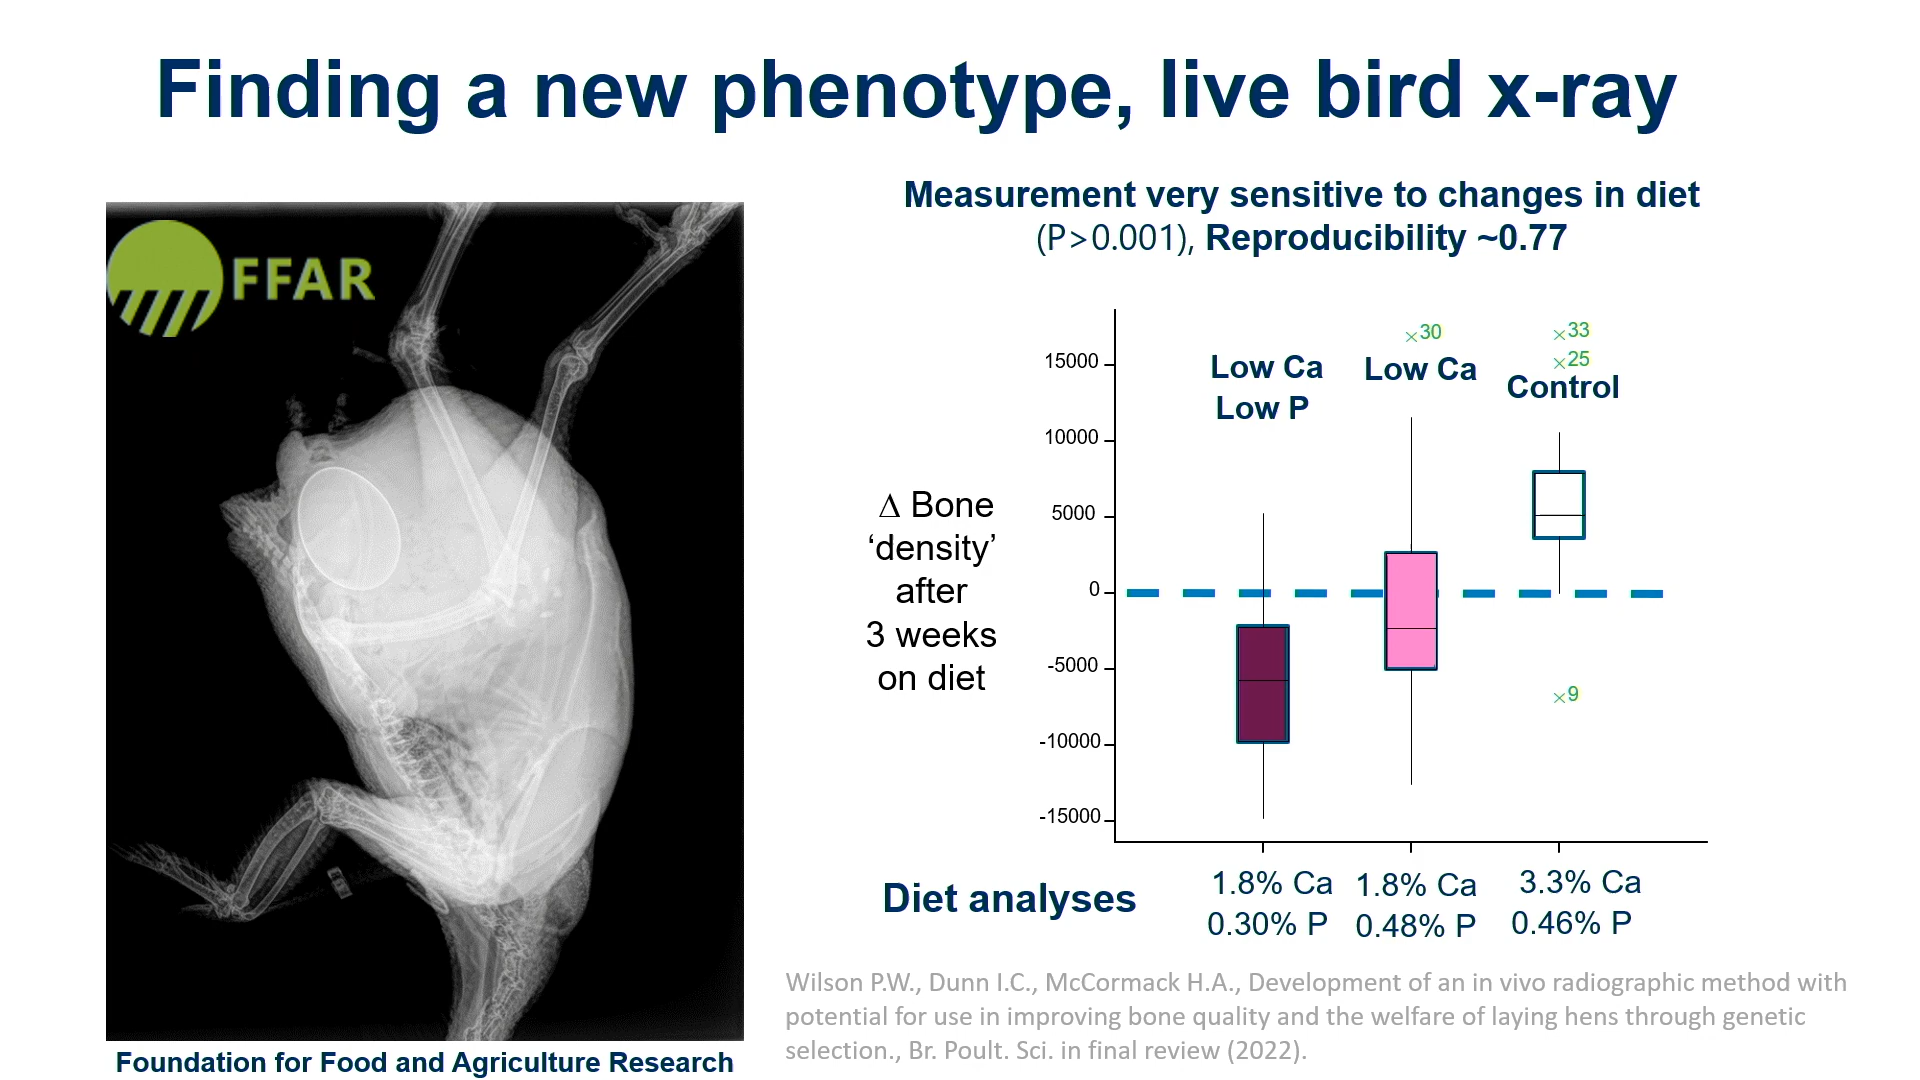 Finding a new phenotype, live bird x-ray
FFAR
Foundation for Food and Agriculture Research
Measurement very sensitive to changes in diet
(P>0.001), Reproducibility ~0.77
Δ Bone
‘density’
after
3 weeks
on diet
15000
10000
5000
0
-5000
-10000
-15000
Low Ca
Low P
×30
Low Ca
×33
×25
Control
×9
Diet analyses
1.8% Ca
0.30% P
1.8% Ca
0.48% P
3.3% Ca
0.46% P
Wilson P.W., Dunn I.C., McCormack H.A., Development of an in vivo radiographic method with
potential for use in improving bone quality and the welfare of laying hens through genetic
selection., Br. Poult. Sci. in final review (2022).